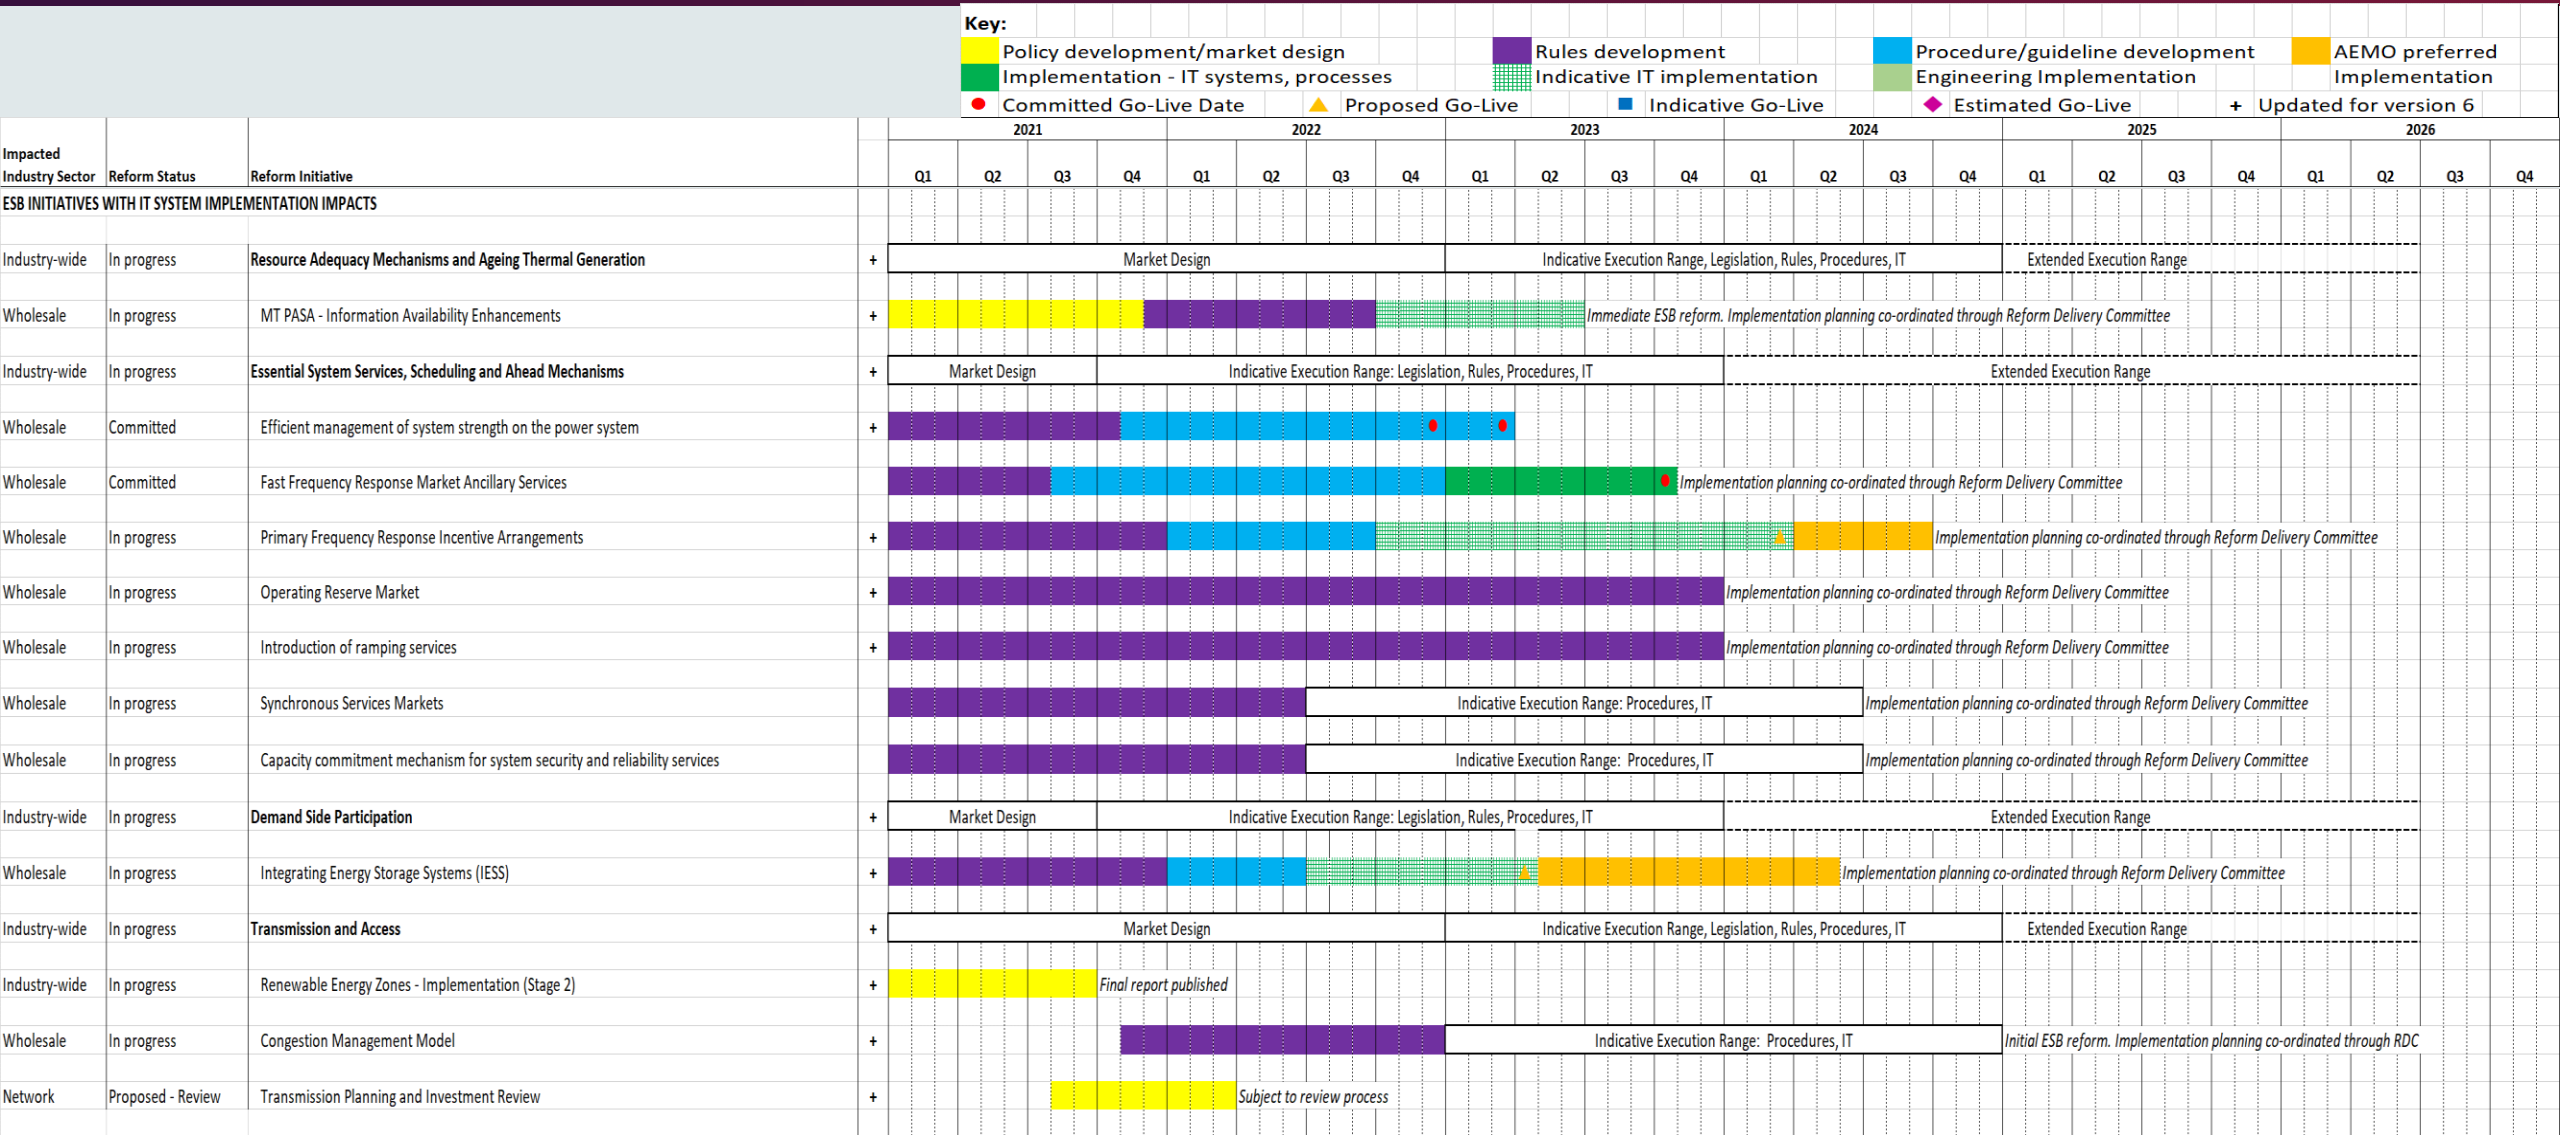 Key:
Policy development/market design Rules development Procedure/guideline development AEMO preferred
Implementation - IT systems, processes Indicative IT implementation Engineering Implementation Implementation
Committed Go-Live Date Proposed Go-Live Indicative Go-Live Estimated Go-Live + Updated for version 6
2021 2022 2023 2024 2025 2026
Impacted
Industry Sector Reform Status Reform Initiative Q1 Q2 Q3 Q4 Q1 Q2 Q3 Q4 Q1 Q2 Q3 Q4 Q1 Q2 Q3 Q4 Q1 Q2 Q3 Q4 Q1 Q2 Q3 Q4
ESB INITIATIVES WITH IT SYSTEM IMPLEMENTATION IMPACTS
Industry-wide In progress Resource Adequacy Mechanisms and Ageing Thermal Generation + Market Design Indicative Execution Range, Legislation, Rules, Procedures, IT Extended Execution Range
Wholesale In progress MT PASA - Information Availability Enhancements + Immediate ESB reform. Implementation planning co-ordinated through Reform Delivery Committee
Industry-wide In progress Essential System Services, Scheduling and Ahead Mechanisms + Market Design Indicative Execution Range: Legislation, Rules, Procedures, IT Extended Execution Range
Wholesale Committed Efficient management of system strength on the power system +
Wholesale Committed Fast Frequency Response Market Ancillary Services Implementation planning co-ordinated through Reform Delivery Committee
Wholesale In progress Primary Frequency Response Incentive Arrangements + Implementation planning co-ordinated through Reform Delivery Committee
Wholesale In progress Operating Reserve Market + Implementation planning co-ordinated through Reform Delivery Committee
Wholesale In progress Introduction of ramping services + Implementation planning co-ordinated through Reform Delivery Committee
Wholesale In progress Synchronous Services Markets + Indicative Execution Range: Procedures, IT Implementation planning co-ordinated through Reform Delivery Committee
Wholesale In progress Capacity commitment mechanism for system security and reliability services + Indicative Execution Range: Procedures, IT Implementation planning co-ordinated through Reform Delivery Committee
Industry-wide In progress Demand Side Participation + Market Design Indicative Execution Range: Legislation, Rules, Procedures, IT Extended Execution Range
Wholesale In progress Integrating Energy Storage Systems (IESS) + Implementation planning co-ordinated through Reform Delivery Committee
Industry-wide In progress Transmission and Access + Market Design Indicative Execution Range, Legislation, Rules, Procedures, IT Extended Execution Range
Industry-wide In progress Renewable Energy Zones - Implementation (Stage 2) + Final report published
Wholesale In progress Congestion Management Model + Indicative Execution Range: Procedures, IT Initial ESB reform. Implementation planning co-ordinated through RDC
Network Proposed - Review Transmission Planning and Investment Review + Subject to review process